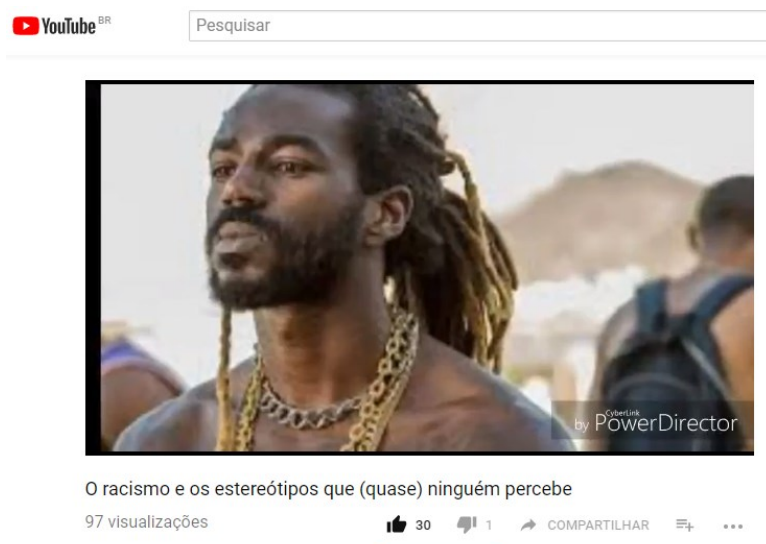 YouTube BR
Pesquisar
CyberLink
by PowerDirector
O racismo e os estereótipos que (quase) ninguém percebe
97 visualizações
30
1
COMPARTILHAR